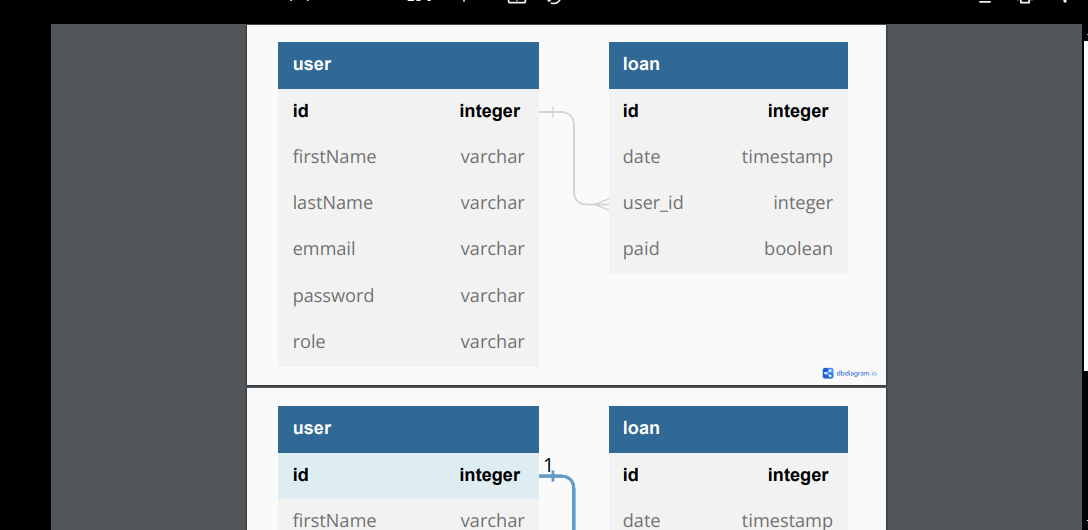 user
id integer
firstName varchar
lastName varchar
emmail varchar
password varchar
role varchar
loan
id integer
date timestamp
user_id integer
paid boolean
dbdiagram.io
user
id integer
1
firstName varchar
loan
id integer
date timestamp